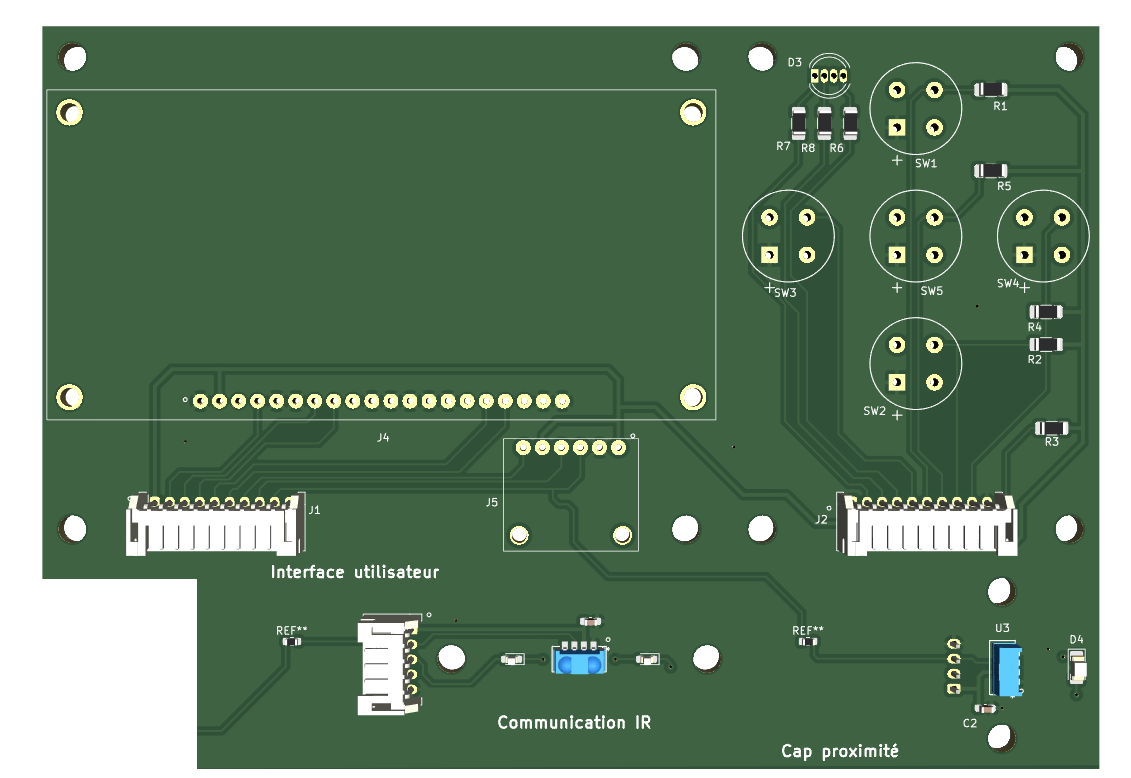 D3
R1
R7
R8
R6
+
SW1
R5
+
SW3
+
SW5
SW4
+
R4
R2
SW2
+
J4
R3
J5
J1
J2
Interface utilisateur
REF**
REF**
U3
D4
Communication IR
C2
Cap proximité